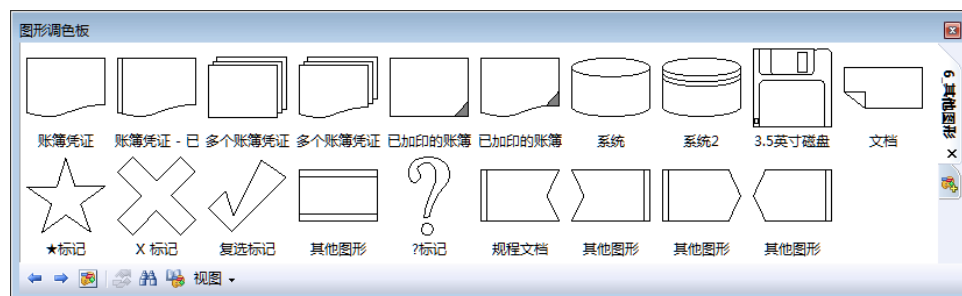 图形调色板
账簿凭证
账簿凭证 - 已
多个账簿凭证
多个账簿凭证
已加印的账簿
已加印的账簿
系统
系统2
3.5英寸磁盘
文档
★标记
X 标记
复选标记
其他图形
?标记
规程文档
其他图形
其他图形
其他图形
6_其他图形
视图